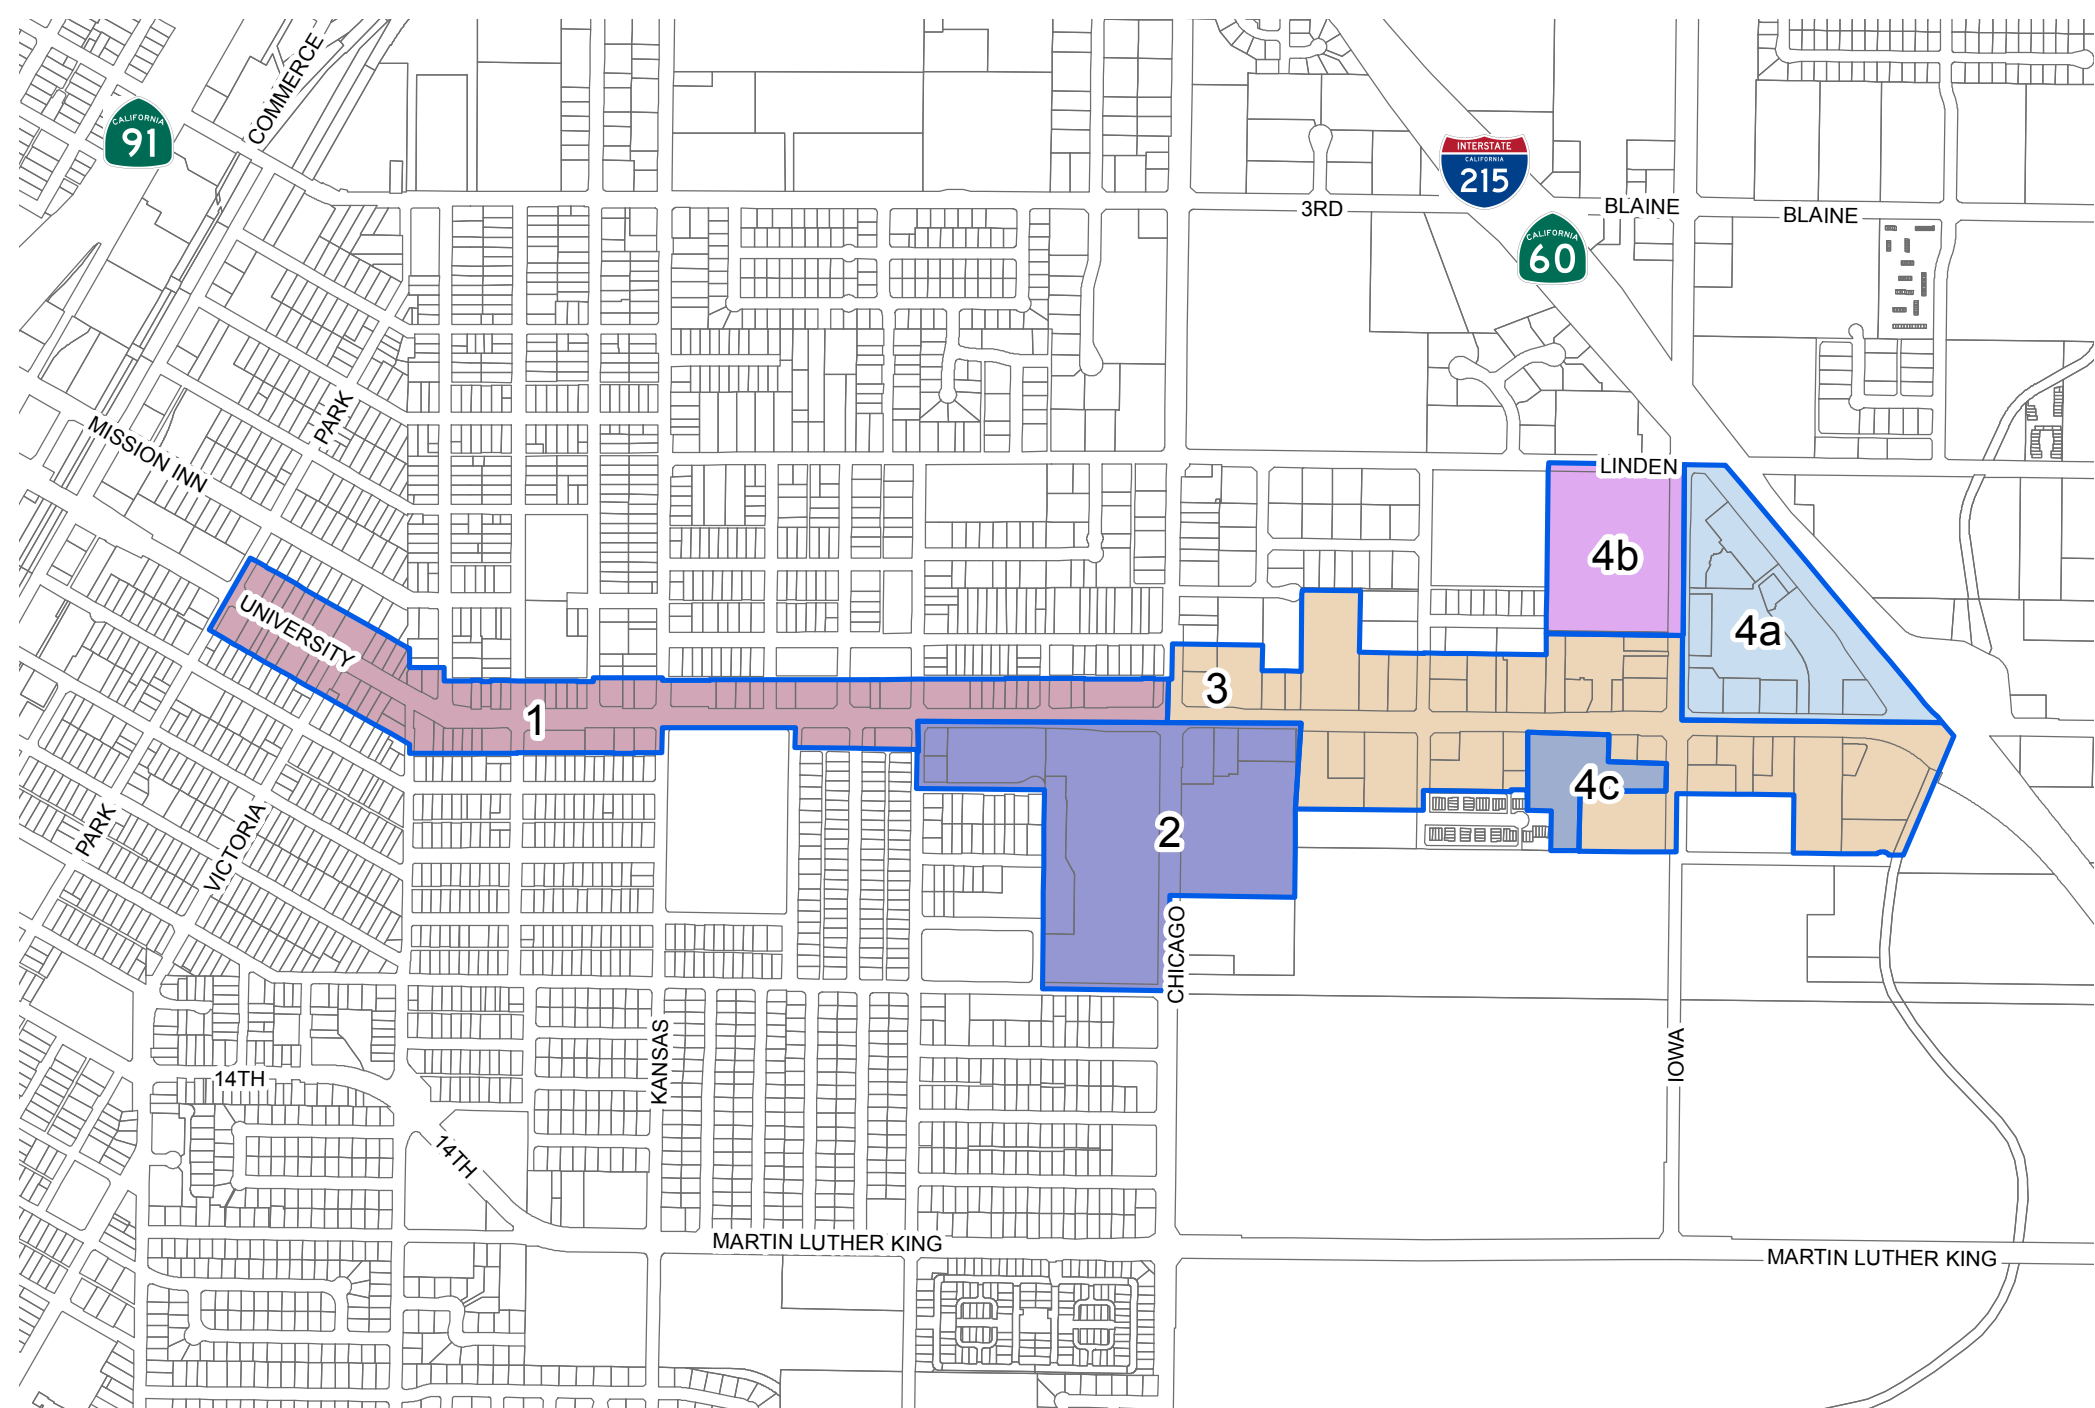 COMMERCE
CALIFORNIA
91
INTERSTATE
CALIFORNIA
215
3RD
BLAINE
BLAINE
CALIFORNIA
60
PARK
MISSION INN
LINDEN
4b
UNIVERSITY
4a
3
1
4c
2
PARK
VICTORIA
CHICAGO
KANSAS
IOWA
14TH
14TH
MARTIN LUTHER KING
MARTIN LUTHER KING